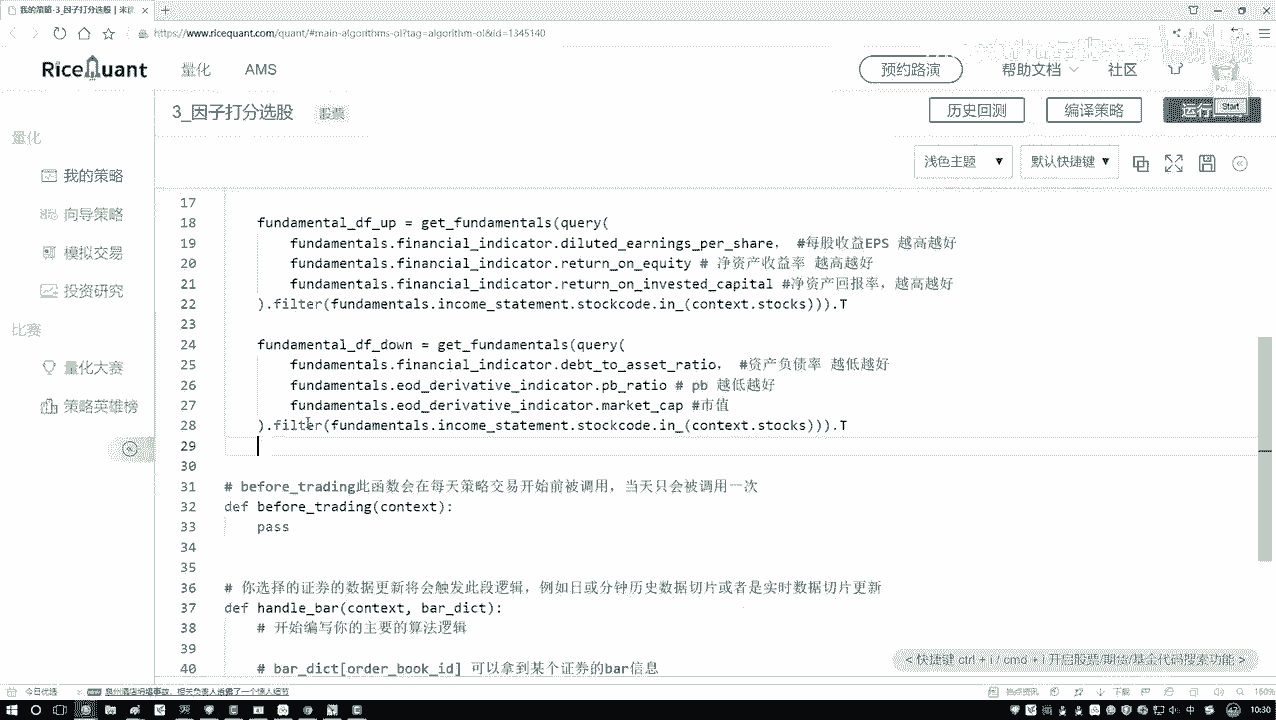 我的策略-3_因子打分选股 | 米
https://www.ricequant.com/quant/#main-algorithms-ol?tag=algorithm-ol&id=1345140
RiceQuant 量化 AMS 预约路演 帮助文档 社区
Start
3_因子打分选股 股票 历史回测 编译策略 运行
量化
浅色主题 默认快捷键
我的策略
向导策略
模拟交易
投资研究
比赛
量化大赛
策略英雄榜
17
18 fundamental_df_up = get_fundamentals(query(
19 fundamentals.financial_indicator.diluted_earnings_per_share， #每股收益EPS 越高越好
20 fundamentals.financial_indicator.return_on_equity # 净资产收益率 越高越好
21 fundamentals.financial_indicator.return_on_invested_capital #净资产回报率，越高越好
22 ).filter(fundamentals.income_statement.stockcode.in_(context.stocks))).T
23
24 fundamental_df_down = get_fundamentals(query(
25 fundamentals.financial_indicator.debt_to_asset_ratio， #资产负债率 越低越好
26 fundamentals.eod_derivative_indicator.pb_ratio # pb 越低越好
27 fundamentals.eod_derivative_indicator.market_cap #市值
28 ).filter(fundamentals.income_statement.stockcode.in_(context.stocks))).T
29
30
31 # before_trading此函数会在每天策略交易开始前被调用，当天只会被调用一次
32 def before_trading(context):
33 pass
34
35
36 # 你选择的证券的数据更新将会触发此段逻辑，例如日或分钟历史数据切片或者是实时数据切片更新
37 def handle_bar(context, bar_dict):
38 # 开始编写你的主要的算法逻辑
39
40 # bar_dict[order_book_id] 可以拿到某个证券的bar信息
< 快捷键 ctrl + i / cmd + i 开启股票/期货/基金代码搜索功能 >
今日优选
下载 160%
中 10:30